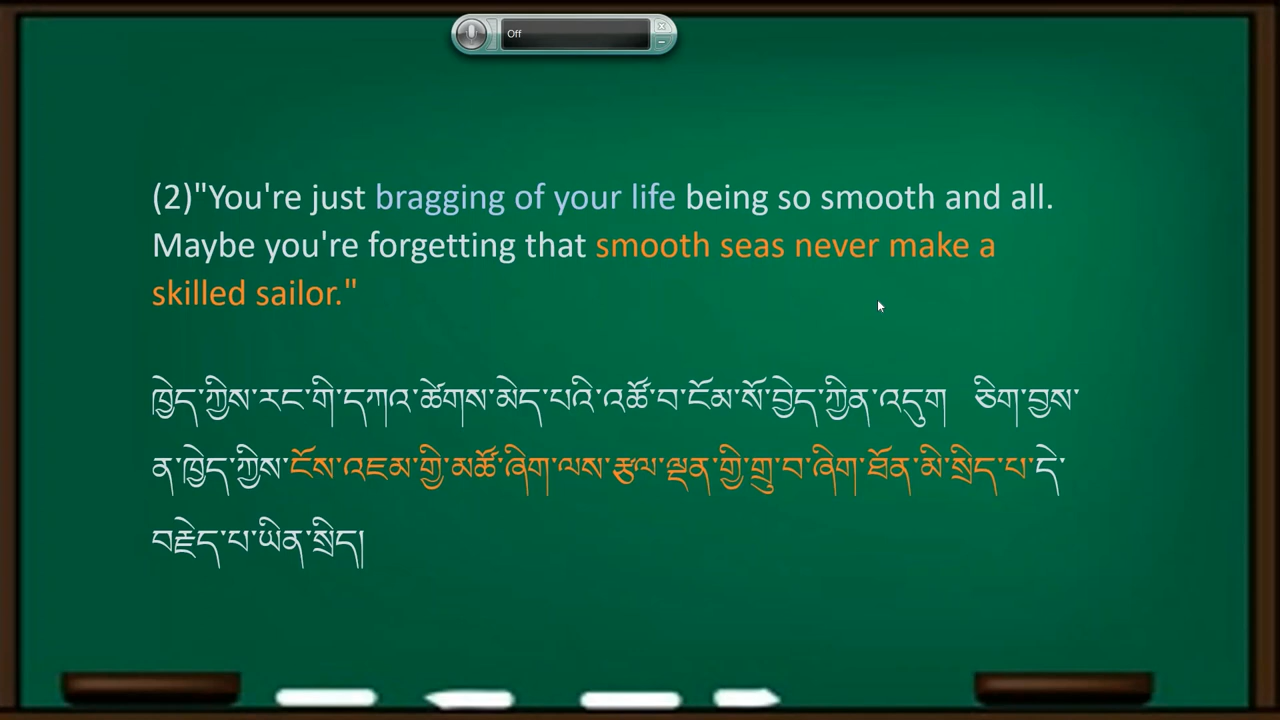 Off
(2)"You're just bragging of your life being so smooth and all.
Maybe you're forgetting that smooth seas never make a
skilled sailor."
ཁྱེད་ཀྱིས་རང་གི་དཀའ་ཚེགས་མེད་པའི་འཚོ་བ་ངོམ་སོ་བྱེད་ཀྱིན་འདུག ཅིག་བྱས་
ན་ཁྱེད་ཀྱིས་ངོས་འཇམ་གྱི་མཚོ་ཞིག་ལས་རྩལ་ལྡན་གྱི་གྲུ་བ་ཞིག་ཐོན་མི་སྲིད་པ་དེ་
བརྗེད་པ་ཡིན་སྲིད།